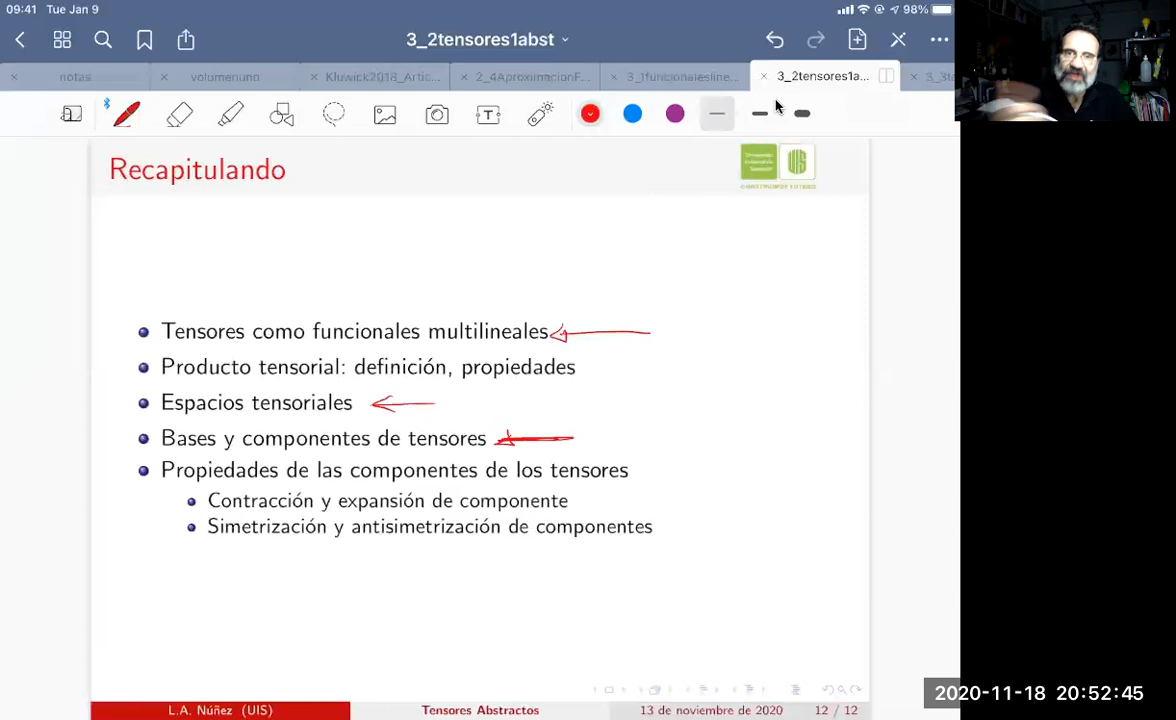 09:41 Tue Jan 9
98%
3_2tensores1abst
notas
volumenuno
Kluwick2018_Artic...
2_4AproximacionF...
3_1funcionalesline...
3_2tensores1a...
Recapitulando
UIS
Tensores como funcionales multilineales
Producto tensorial: definición, propiedades
Espacios tensoriales
Bases y componentes de tensores
Propiedades de las componentes de los tensores
Contracción y expansión de componente
Simetrización y antisimetrización de componentes
L.A. Núñez (UIS) Tensores Abstractos 13 de noviembre de 2020 12 / 12
2020-11-18 20:52:45